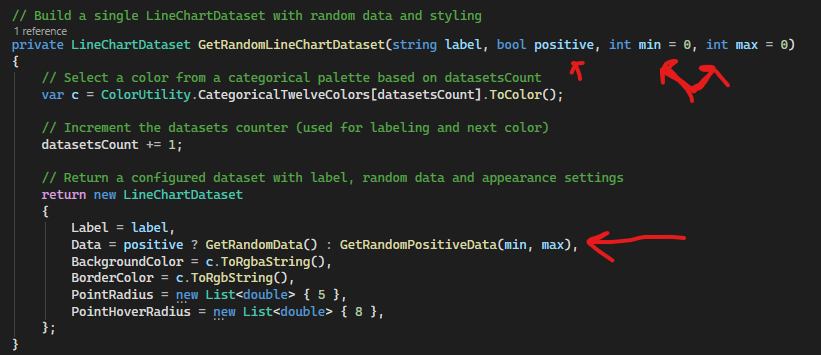 // Build a single LineChartDataset with random data and styling
1 reference
private LineChartDataset GetRandomLineChartDataset(string label, bool positive, int min = 0, int max = 0)
{
// Select a color from a categorical palette based on datasetsCount
var c = ColorUtility.CategoricalTwelveColors[datasetsCount].ToColor();
// Increment the datasets counter (used for labeling and next color)
datasetsCount += 1;
// Return a configured dataset with label, random data and appearance settings
return new LineChartDataset
{
Label = label,
Data = positive ? GetRandomData() : GetRandomPositiveData(min, max),
BackgroundColor = c.ToRgbaString(),
BorderColor = c.ToRgbString(),
PointRadius = new List<double> { 5 },
PointHoverRadius = new List<double> { 8 },
};
}